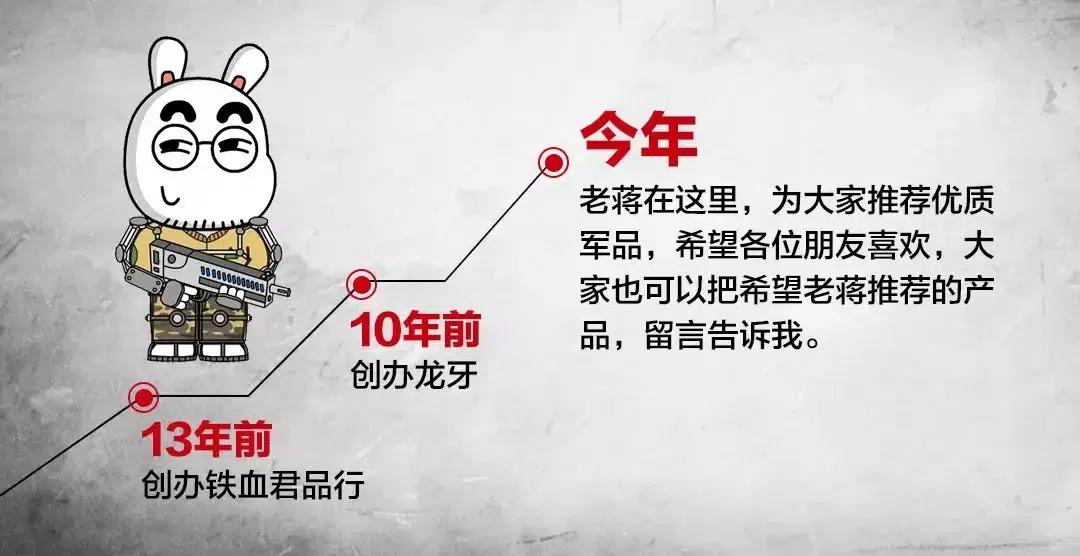 今年
老蒋在这里，为大家推荐优质
军品，希望各位朋友喜欢，大
家也可以把希望老蒋推荐的产
品，留言告诉我。
10年前
创办龙牙
13年前
创办铁血君品行